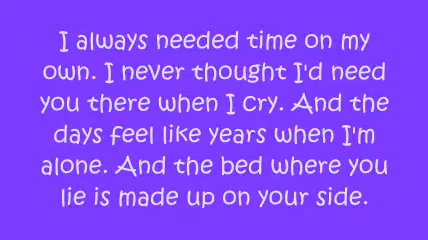 I always needed time on my
own. I never thought I'd need
you there when I cry. And the
days feel like years when I'm
alone. And the bed where you
lie is made up on your side.